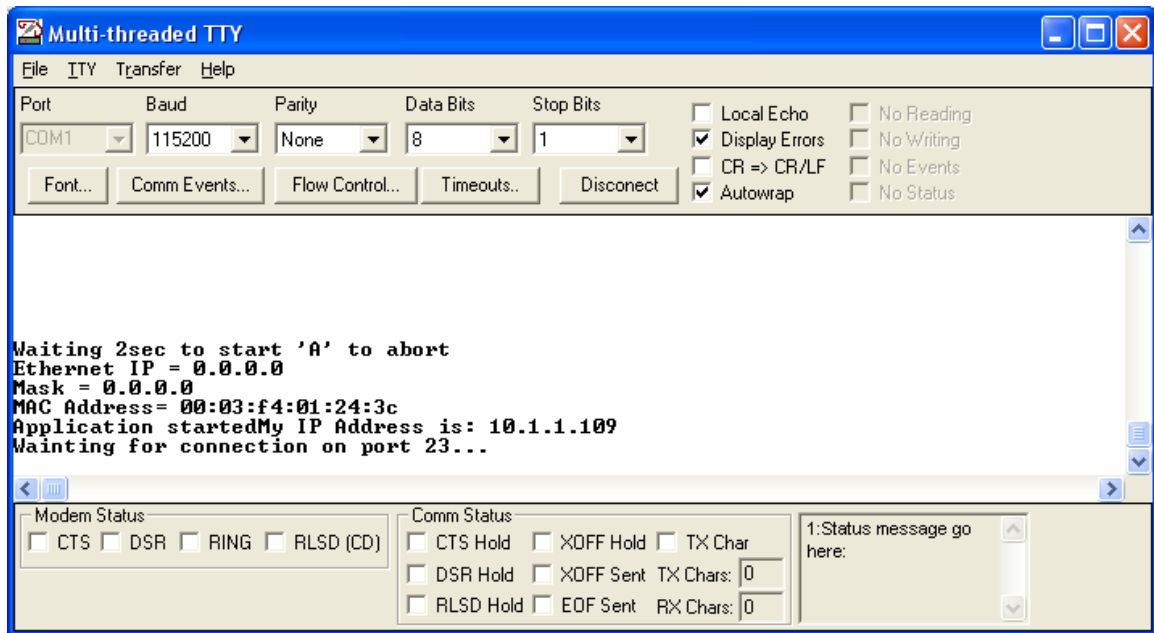 Multi-threaded TTY
File TTY Transfer Help
Port Baud Parity Data Bits Stop Bits
COM1 115200 None 8 1
Font... Comm Events... Flow Control... Timeouts.. Disconect
Local Echo No Reading
Display Errors No Writing
CR => CR/LF No Events
Autowrap No Status
Waiting 2sec to start 'A' to abort
Ethernet IP = 0.0.0.0
Mask = 0.0.0.0
MAC Address= 00:03:f4:01:24:3c
Application startedMy IP Address is: 10.1.1.109
Wainting for connection on port 23...
Modem Status
CTS DSR RING RLSD (CD)
Comm Status
CTS Hold XOFF Hold TX Char
DSR Hold XOFF Sent TX Chars: 0
RLSD Hold EOF Sent RX Chars: 0
1:Status message go
here: